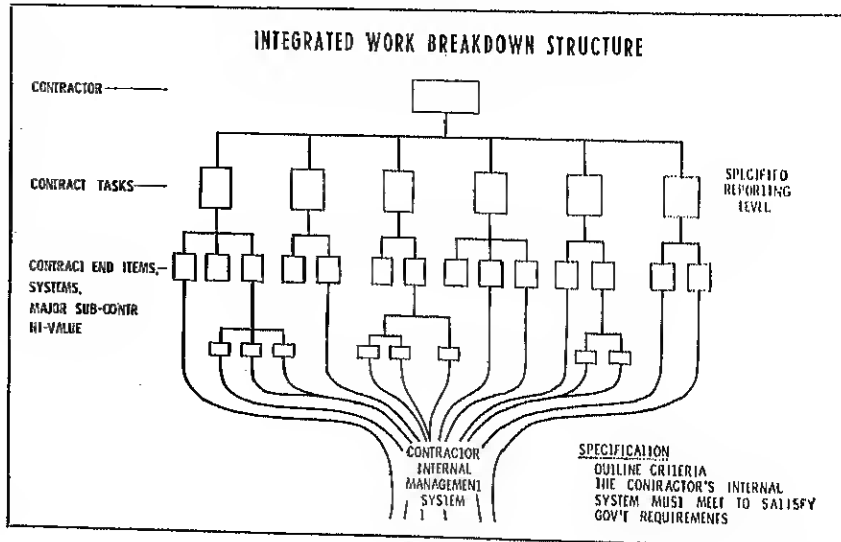 INTEGRATED WORK BREAKDOWN STRUCTURE
CONTRACTOR
CONTRACT TASKS
SPECIFIED
REPORTING
LEVEL
CONTRACT END ITEMS,
SYSTEMS,
MAJOR SUB-CONTR
HI-VALUE
CONTRACTOR
INTERNAL
MANAGEMENT
SYSTEM
SPECIFICATION
OUTLINE CRITERIA
THE CONTRACTOR'S INTERNAL
SYSTEM MUST MEET TO SATISFY
GOV'T REQUIREMENTS